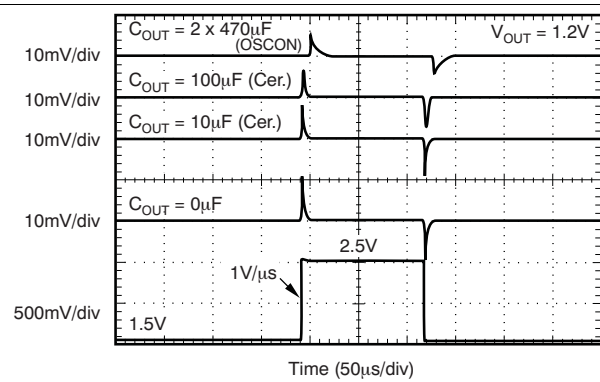 C_OUT = 2 x 470μF
(OSCON)
V_OUT = 1.2V
10mV/div
C_OUT = 100μF (Cer.)
10mV/div
C_OUT = 10μF (Cer.)
10mV/div
C_OUT = 0μF
10mV/div
2.5V
1V/μs
500mV/div
1.5V
Time (50μs/div)